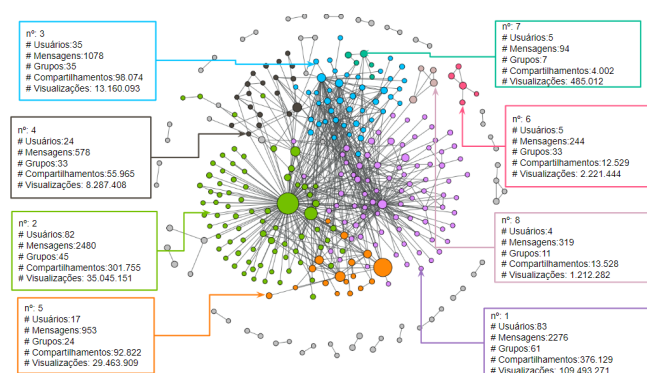 nº: 3
# Usuários:35
# Mensagens:1078
# Grupos:35
# Compartilhamentos:98.074
# Visualizações: 13.160.093
nº: 4
# Usuários:24
# Mensagens:578
# Grupos:33
# Compartilhamentos:55.965
# Visualizações: 8.287.408
nº: 2
# Usuários:82
# Mensagens:2480
# Grupos:45
# Compartilhamentos:301.755
# Visualizações: 35.045.151
nº: 5
# Usuários:17
# Mensagens:953
# Grupos:24
# Compartilhamentos:92.822
# Visualizações: 29.463.909
nº: 7
# Usuários:5
# Mensagens:94
# Grupos:7
# Compartilhamentos:4.002
# Visualizações: 485.012
nº: 6
# Usuários:5
# Mensagens:244
# Grupos:33
# Compartilhamentos:12.529
# Visualizações: 2.221.444
nº: 8
# Usuários:4
# Mensagens:319
# Grupos:11
# Compartilhamentos:13.528
# Visualizações: 1.212.282
nº: 1
# Usuários:83
# Mensagens:2276
# Grupos:61
# Compartilhamentos:376.129
# Visualizações: 109.493.271